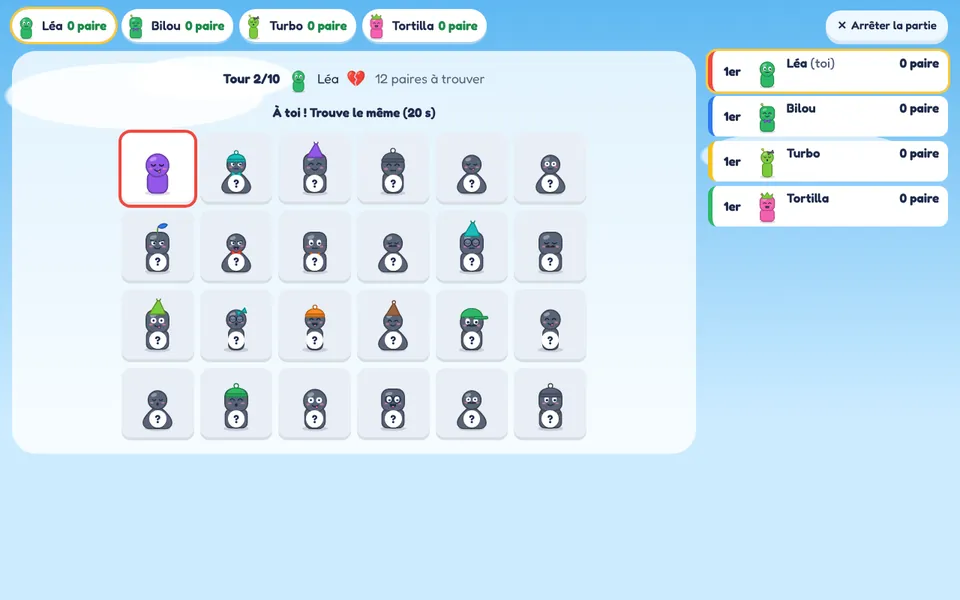 Léa 0 paire
Bilou 0 paire
Turbo 0 paire
Tortilla 0 paire
✕ Arrêter la partie
Tour 2/10 Léa 💔 12 paires à trouver
À toi ! Trouve le même (20 s)
? ? ? ? ?
? ? ? ? ? ?
? ? ? ? ? ?
? ? ? ? ? ?
1er Léa (toi) 0 paire
1er Bilou 0 paire
1er Turbo 0 paire
1er Tortilla 0 paire